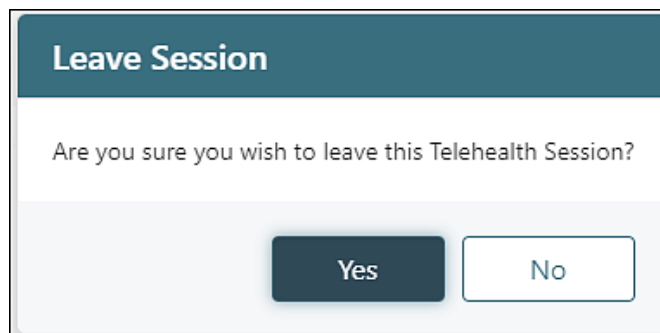 Leave Session
Are you sure you wish to leave this Telehealth Session?
Yes No